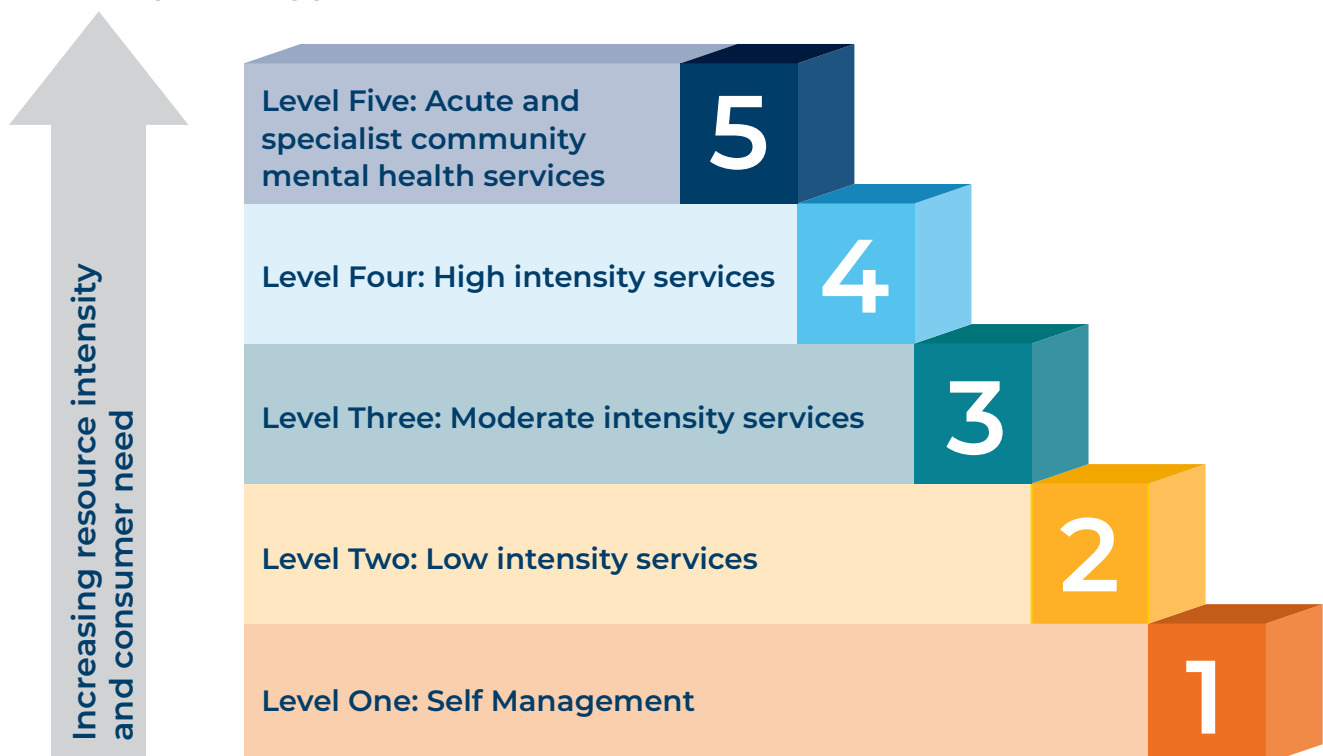 Increasing resource intensity
and consumer need
Level Five: Acute and
specialist community
mental health services
5
Level Four: High intensity services
4
Level Three: Moderate intensity services
3
Level Two: Low intensity services
2
Level One: Self Management
1